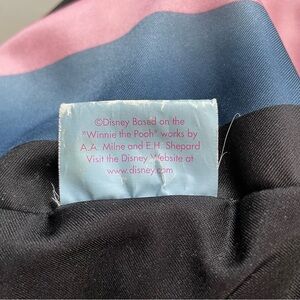 ©Disney Based on the
"Winnie the Pooh" works by
A.A. Milne and E.H. Shepard
Visit the Disney Website at
www.disney.com